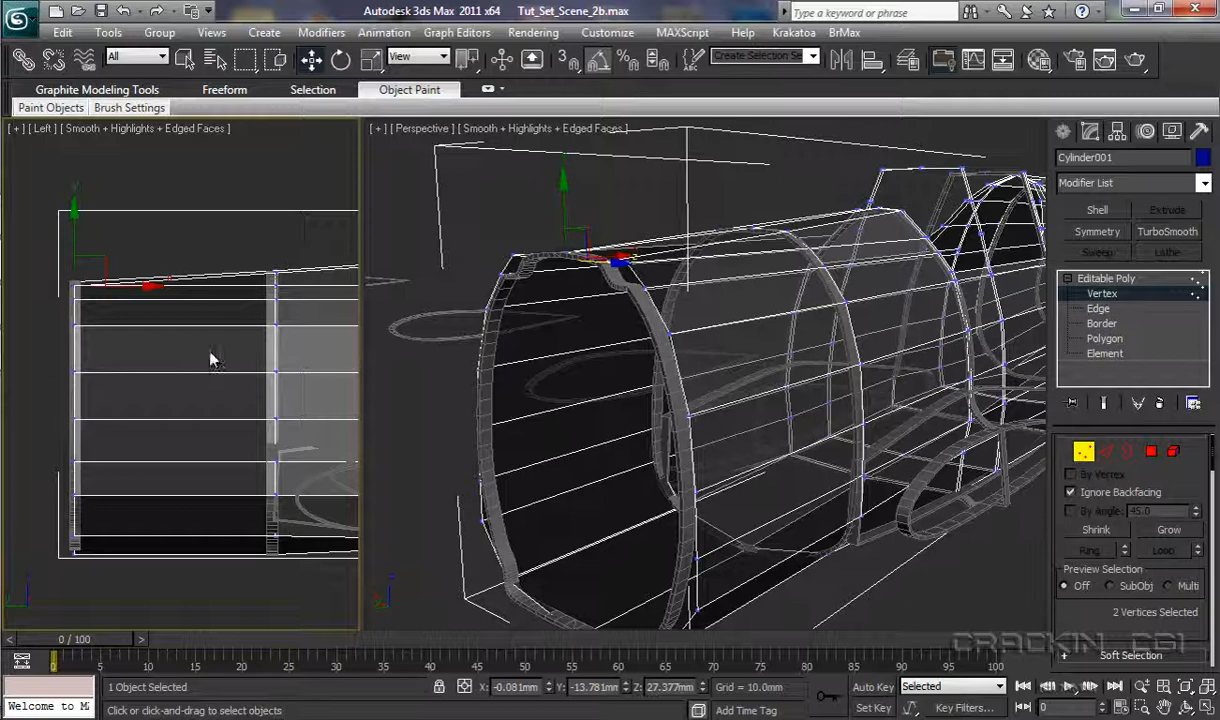 Autodesk 3ds Max 2011 x64 Tut_Set_Scene_2b.max
Type a keyword or phrase
Edit Tools Group Views Create Modifiers Animation Graph Editors Rendering Customize MAXScript Help Krakatoa BrMax
All View Create Selection Se
Graphite Modeling Tools Freeform Selection Object Paint
Paint Objects Brush Settings
[ + ] [ Left ] [ Smooth + Highlights + Edged Faces ]
[ + ] [ Perspective ] [ Smooth + Highlights + Edged Faces ]
Cylinder001
Modifier List
Shell Extrude
Symmetry TurboSmooth
Sweep Lathe
Editable Poly
Vertex
Edge
Border
Polygon
Element
By Vertex
Ignore Backfacing
By Angle: 45.0
Shrink Grow
Ring Loop
Preview Selection
Off SubObj Multi
2 Vertices Selected
Soft Selection
CRACKIN CGI
< 0 / 100 >
0 5 10 15 20 25 30 35 40 45 50 55 60 65 70 75 80 85 90 95 100
1 Object Selected X: -0.081mm Y: -13.781mm Z: 27.377mm Grid = 10.0mm Auto Key Selected
Welcome to M Click or click-and-drag to select objects Add Time Tag Set Key Key Filters... 0